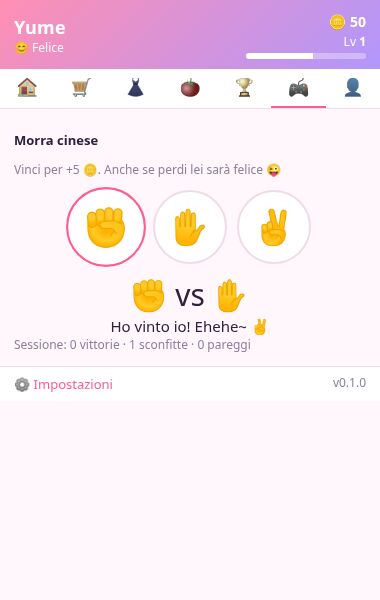 Yume
😊 Felice
🪙 50
Lv 1
Morra cinese
Vinci per +5 🪙. Anche se perdi lei sarà felice 😜
✊ vs ✋
Ho vinto io! Ehehe~ ✌️
Sessione: 0 vittorie · 1 sconfitte · 0 pareggi
⚙️ Impostazioni
v0.1.0